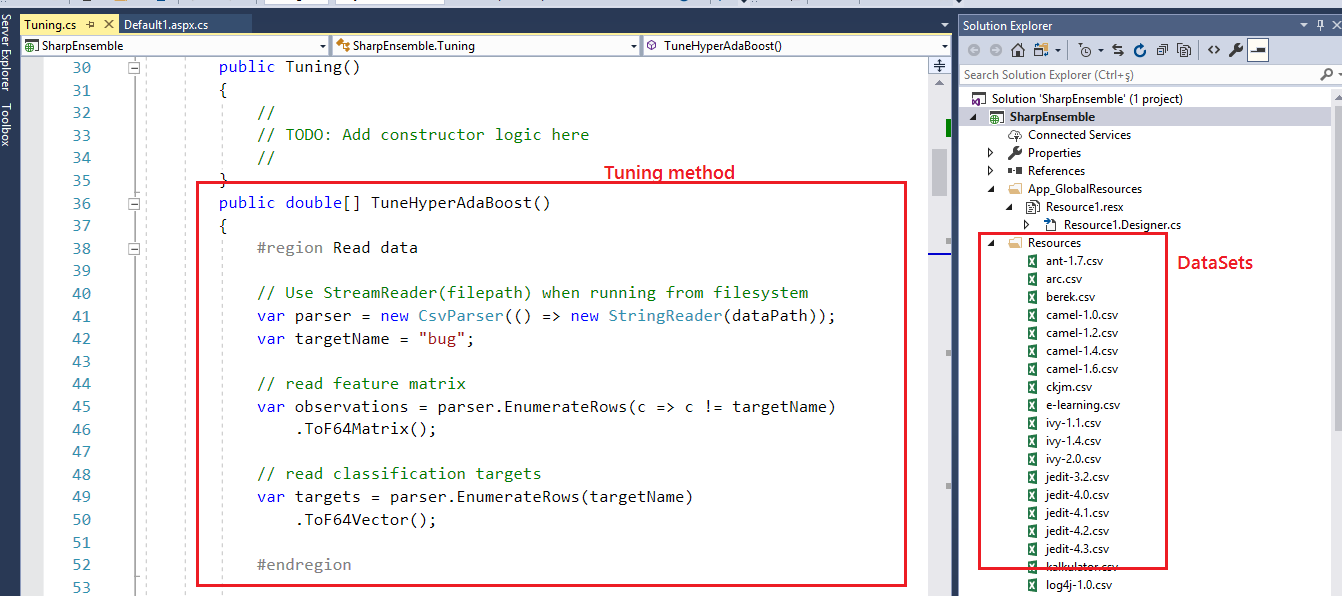 Server Explorer
Toolbox
Tuning.cs
Default1.aspx.cs
SharpEnsemble
SharpEnsemble.Tuning
TuneHyperAdaBoost()
30 public Tuning()
31 {
32 //
33 // TODO: Add constructor logic here
34 //
35 }
Tuning method
36 public double[] TuneHyperAdaBoost()
37 {
38 #region Read data
39
40 // Use StreamReader(filepath) when running from filesystem
41 var parser = new CsvParser(() => new StringReader(dataPath));
42 var targetName = "bug";
43
44 // read feature matrix
45 var observations = parser.EnumerateRows(c => c != targetName)
46 .ToF64Matrix();
47
48 // read classification targets
49 var targets = parser.EnumerateRows(targetName)
50 .ToF64Vector();
51
52 #endregion
53
Solution Explorer
Search Solution Explorer (Ctrl+ş)
Solution 'SharpEnsemble' (1 project)
SharpEnsemble
Connected Services
Properties
References
App_GlobalResources
Resource1.resx
Resource1.Designer.cs
Resources
DataSets
ant-1.7.csv
arc.csv
berek.csv
camel-1.0.csv
camel-1.2.csv
camel-1.4.csv
camel-1.6.csv
ckjm.csv
e-learning.csv
ivy-1.1.csv
ivy-1.4.csv
ivy-2.0.csv
jedit-3.2.csv
jedit-4.0.csv
jedit-4.1.csv
jedit-4.2.csv
jedit-4.3.csv
kalkulator.csv
log4j-1.0.csv